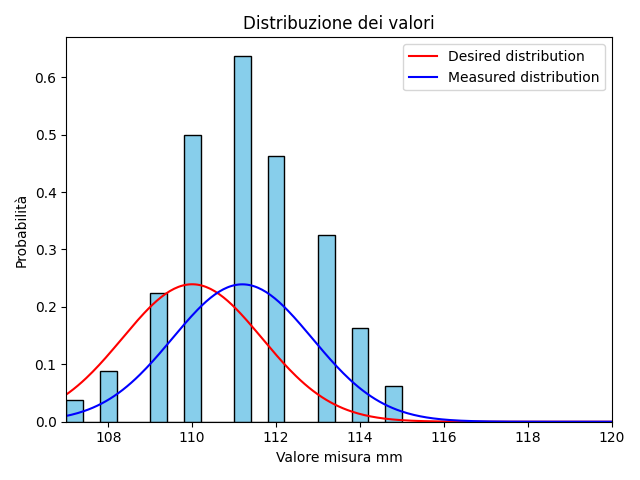 Distribuzione dei valori
Desired distribution
Measured distribution
Probabilità
0.6
0.5
0.4
0.3
0.2
0.1
0.0
108 110 112 114 116 118 120
Valore misura mm